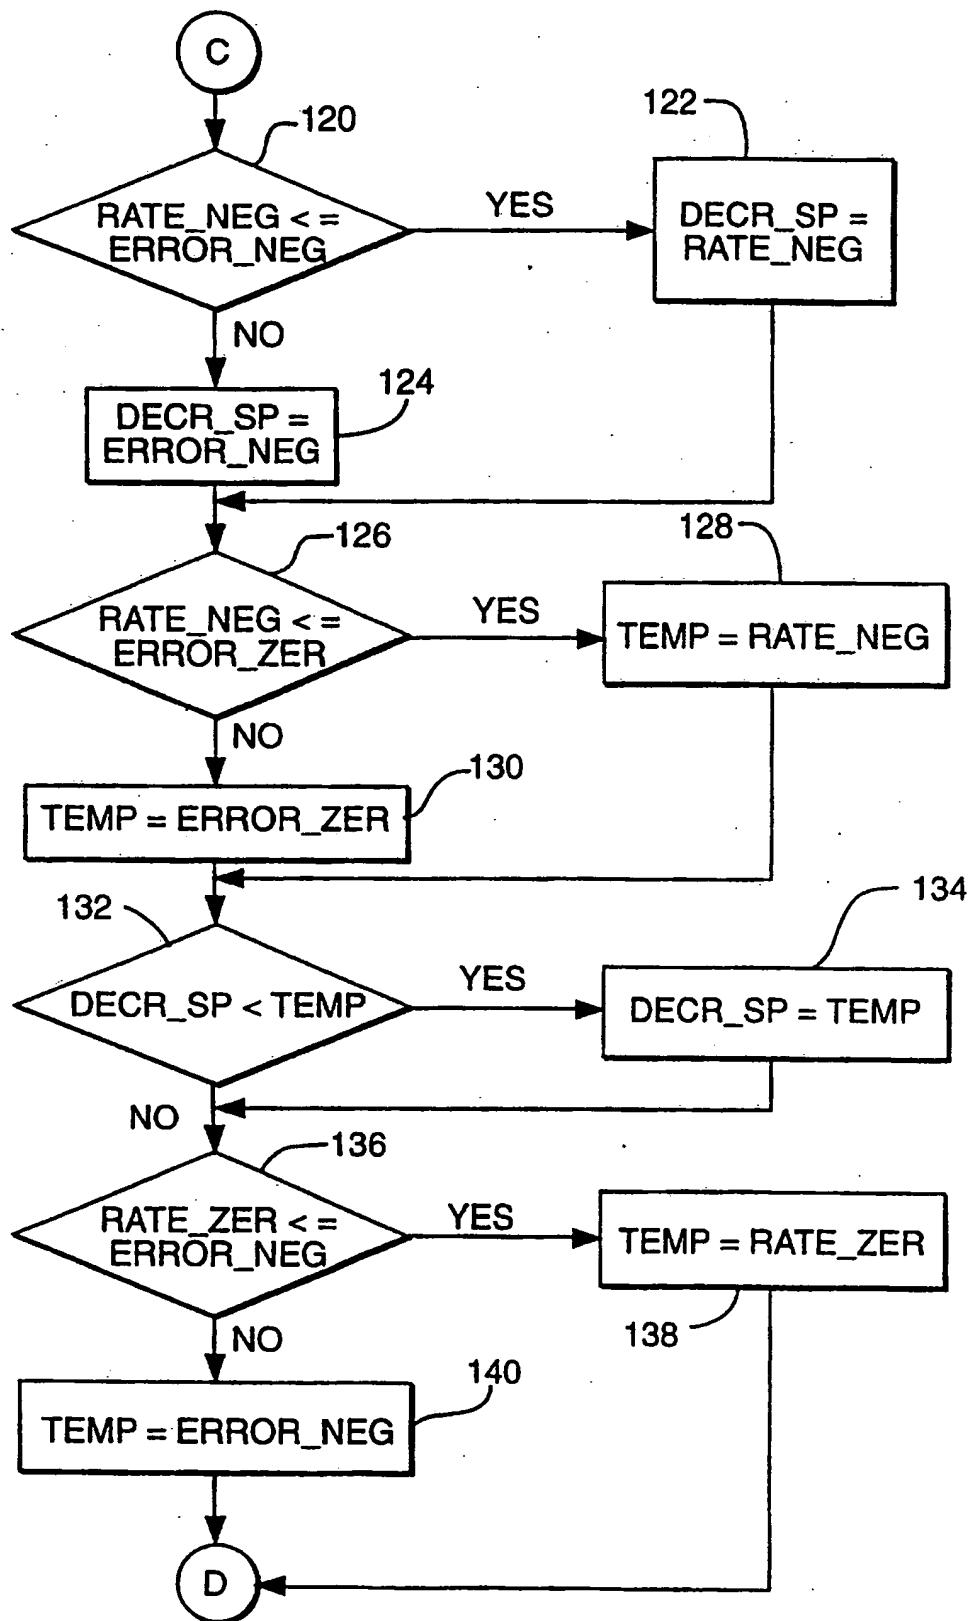 C
120
122
RATE_NEG < =
ERROR_NEG
YES
DECR_SP =
RATE_NEG
NO
124
DECR_SP =
ERROR_NEG
126
128
RATE_NEG < =
ERROR_ZER
YES
TEMP = RATE_NEG
NO
130
TEMP = ERROR_ZER
132
134
DECR_SP < TEMP
YES
DECR_SP = TEMP
NO
136
RATE_ZER < =
ERROR_NEG
YES
TEMP = RATE_ZER
138
NO
140
TEMP = ERROR_NEG
D